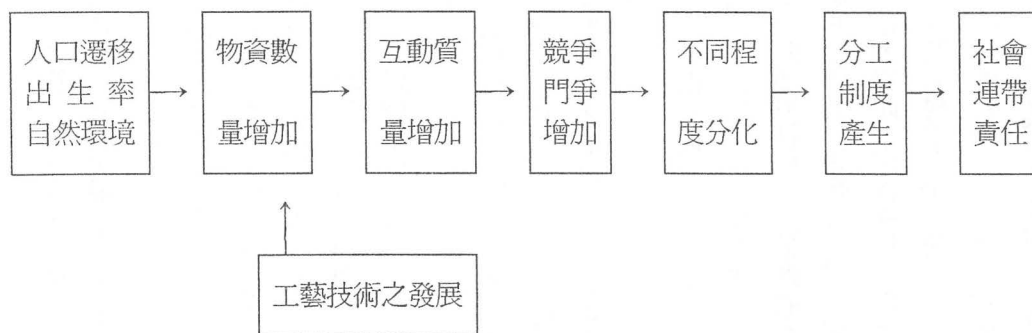 人口遷移
出生率
自然環境
物資數
量增加
互動質
量增加
競爭
門爭
增加
不同程
度分化
分工
制度
產生
社會
連帶
責任
工藝技術之發展